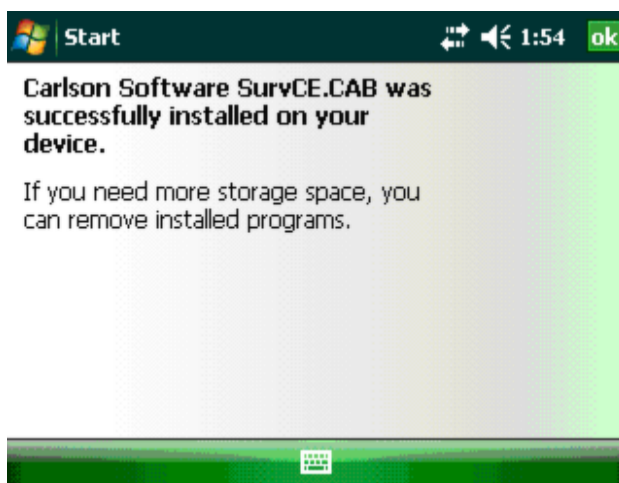 Start 1:54 ok
Carlson Software SurvCE.CAB was
successfully installed on your
device.
If you need more storage space, you
can remove installed programs.